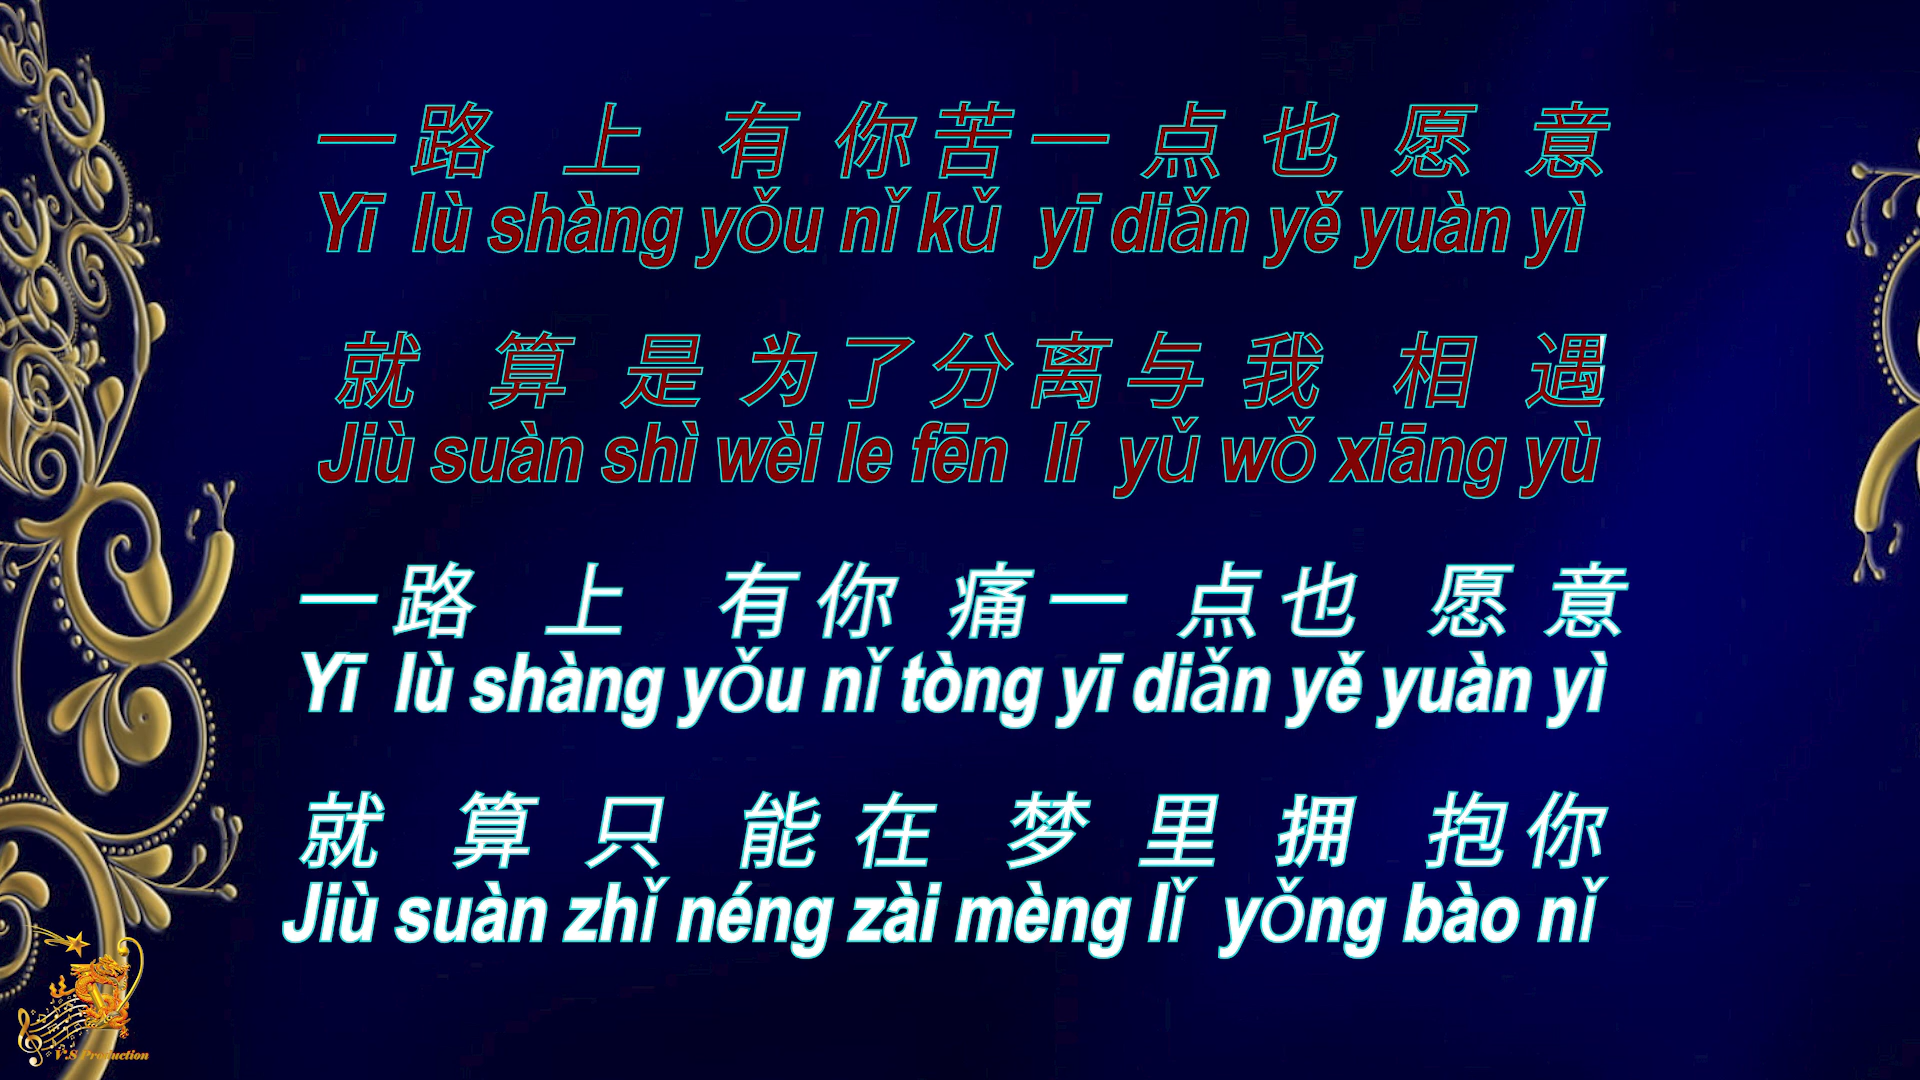 一路上有你苦一点也愿意
Yī lù shàng yǒu nǐ kǔ yī diǎn yě yuàn yì
就算是为了分离与我相遇
Jiù suàn shì wèi le fēn lí yǔ wǒ xiāng yù
一路上有你痛一点也愿意
Yī lù shàng yǒu nǐ tòng yī diǎn yě yuàn yì
就算只能在梦里拥抱你
Jiù suàn zhǐ néng zài mèng lǐ yǒng bào nǐ
V.S Production